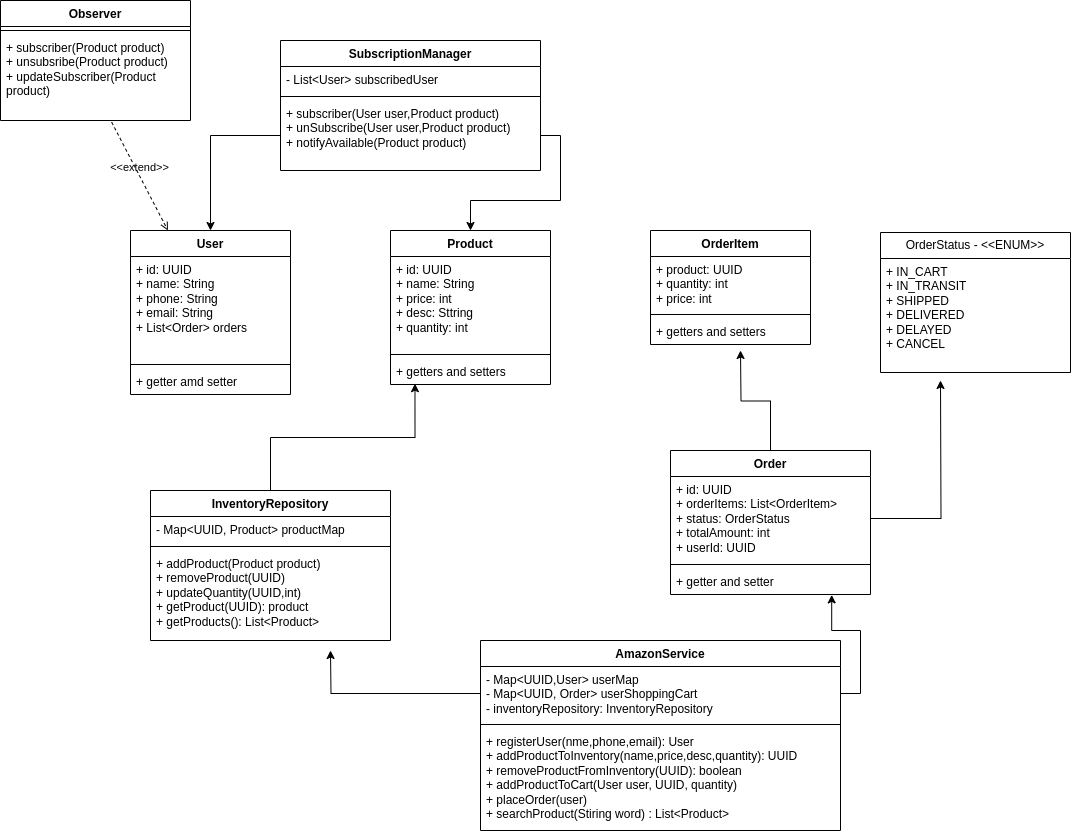 Observer
+ subscriber(Product product)
+ unsubsribe(Product product)
+ updateSubscriber(Product
product)
SubscriptionManager
- List<User> subscribedUser
+ subscriber(User user,Product product)
+ unSubscribe(User user,Product product)
+ notifyAvailable(Product product)
<<extend>>
User
+ id: UUID
+ name: String
+ phone: String
+ email: String
+ List<Order> orders
+ getter amd setter
Product
+ id: UUID
+ name: String
+ price: int
+ desc: Sttring
+ quantity: int
+ getters and setters
OrderItem
+ product: UUID
+ quantity: int
+ price: int
+ getters and setters
OrderStatus - <<ENUM>>
+ IN_CART
+ IN_TRANSIT
+ SHIPPED
+ DELIVERED
+ DELAYED
+ CANCEL
Order
+ id: UUID
+ orderItems: List<OrderItem>
+ status: OrderStatus
+ totalAmount: int
+ userId: UUID
+ getter and setter
InventoryRepository
- Map<UUID, Product> productMap
+ addProduct(Product product)
+ removeProduct(UUID)
+ updateQuantity(UUID,int)
+ getProduct(UUID): product
+ getProducts(): List<Product>
AmazonService
- Map<UUID,User> userMap
- Map<UUID, Order> userShoppingCart
- inventoryRepository: InventoryRepository
+ registerUser(nme,phone,email): User
+ addProductToInventory(name,price,desc,quantity): UUID
+ removeProductFromInventory(UUID): boolean
+ addProductToCart(User user, UUID, quantity)
+ placeOrder(user)
+ searchProduct(Stiring word) : List<Product>